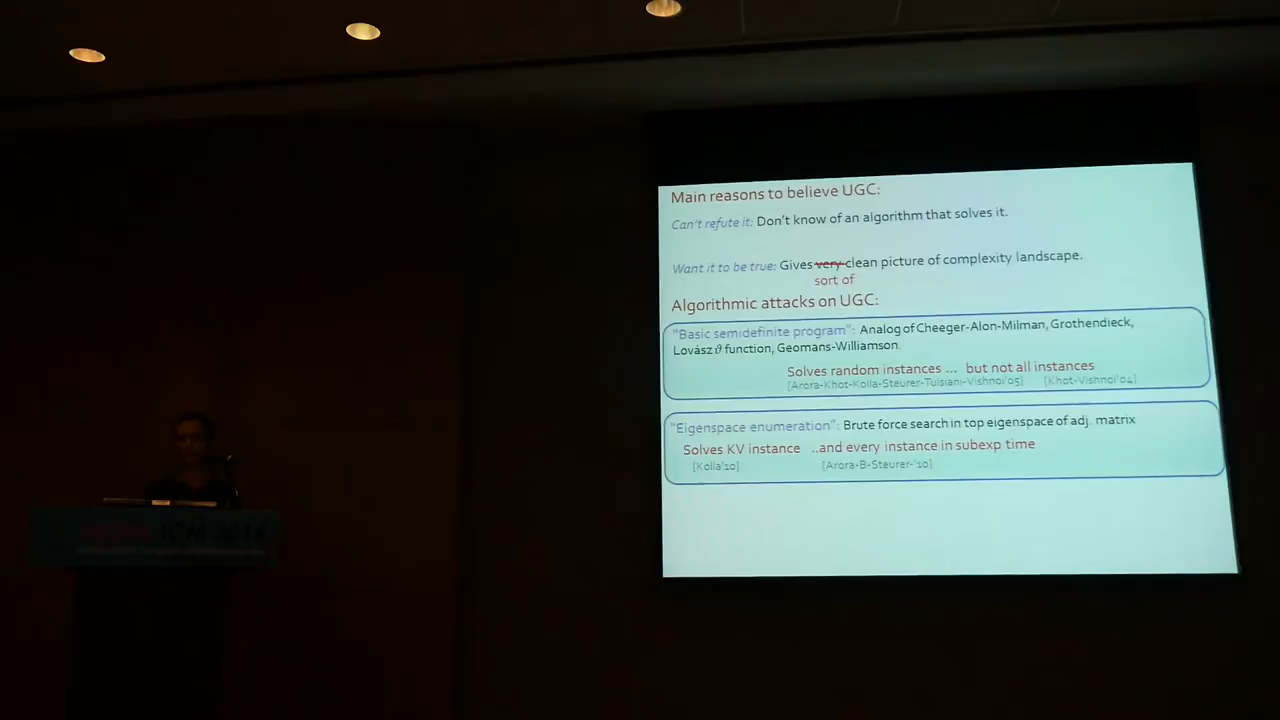 Main reasons to believe UGC:
Can't refute it: Don't know of an algorithm that solves it.
Want it to be true: Gives very clean picture of complexity landscape.
sort of
Algorithmic attacks on UGC:
"Basic semidefinite program": Analog of Cheeger-Alon-Milman, Grothendieck,
Lovász ϑ function, Geomans-Williamson.
Solves random instances ... but not all instances
[Arora-Khot-Kolla-Steurer-Tulsiani-Vishnoi'05] [Khot-Vishnoi'04]
"Eigenspace enumeration": Brute force search in top eigenspace of adj. matrix
Solves KV instance ..and every instance in subexp time
[Kolla'10] [Arora-B-Steurer-'10]
ICM 2014